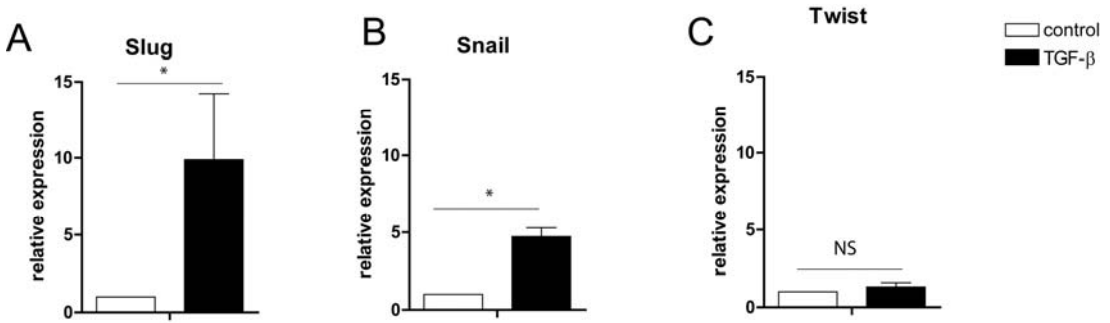 A
Slug
*
relative expression
15
10
5
0
B
Snail
*
relative expression
15
10
5
0
C
Twist
NS
relative expression
15
10
5
0
control
TGF-β